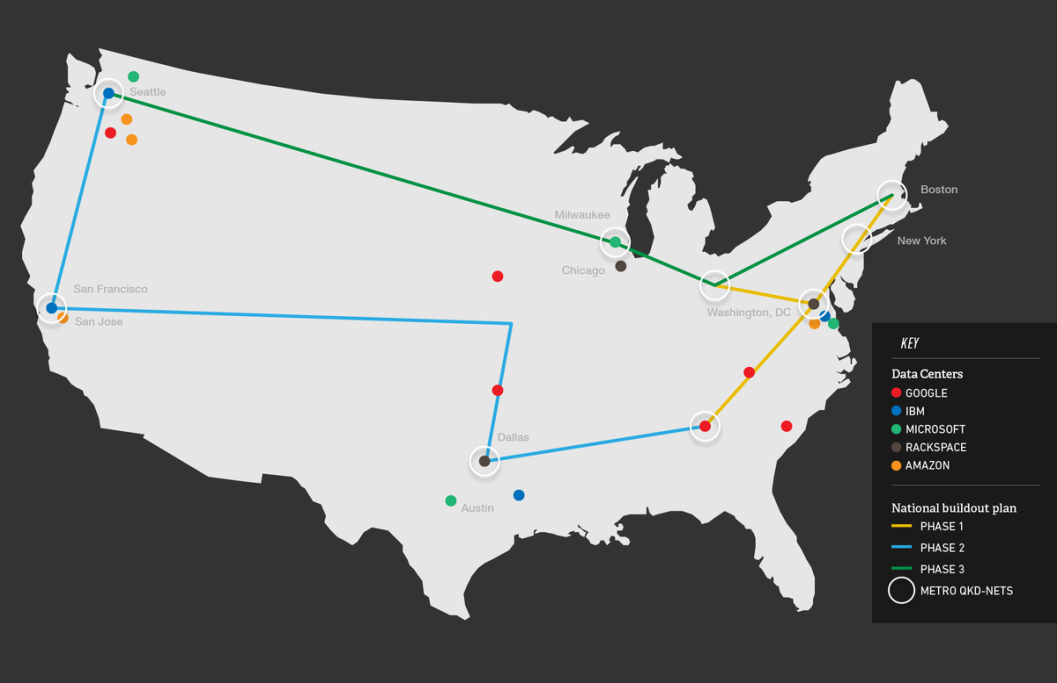 Seattle
Boston
Milwaukee
New York
Chicago
San Francisco
Washington, DC
San Jose
Dallas
Austin
KEY
Data Centers
GOOGLE
IBM
MICROSOFT
RACKSPACE
AMAZON
National buildout plan
PHASE 1
PHASE 2
PHASE 3
METRO QKD-NETS